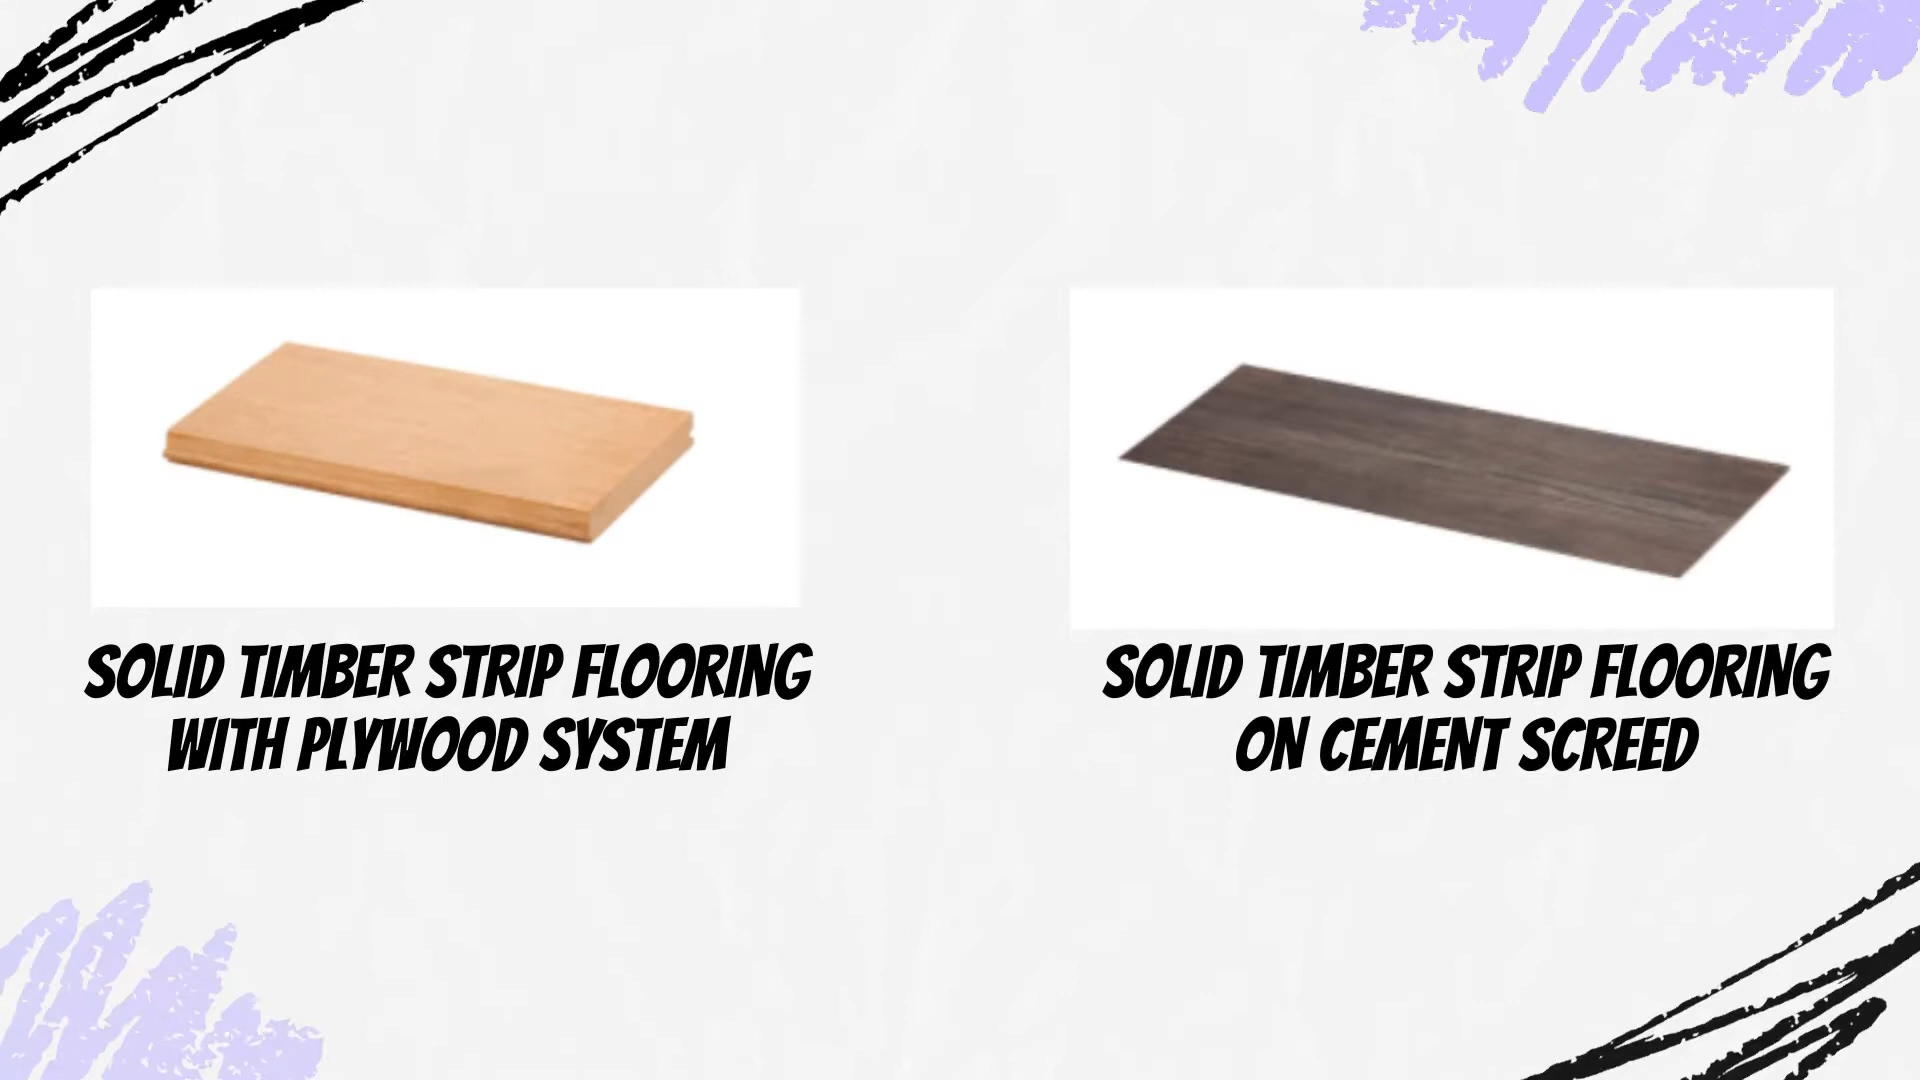 SOLID TIMBER STRIP FLOORING
WITH PLYWOOD SYSTEM
SOLID TIMBER STRIP FLOORING
ON CEMENT SCREED